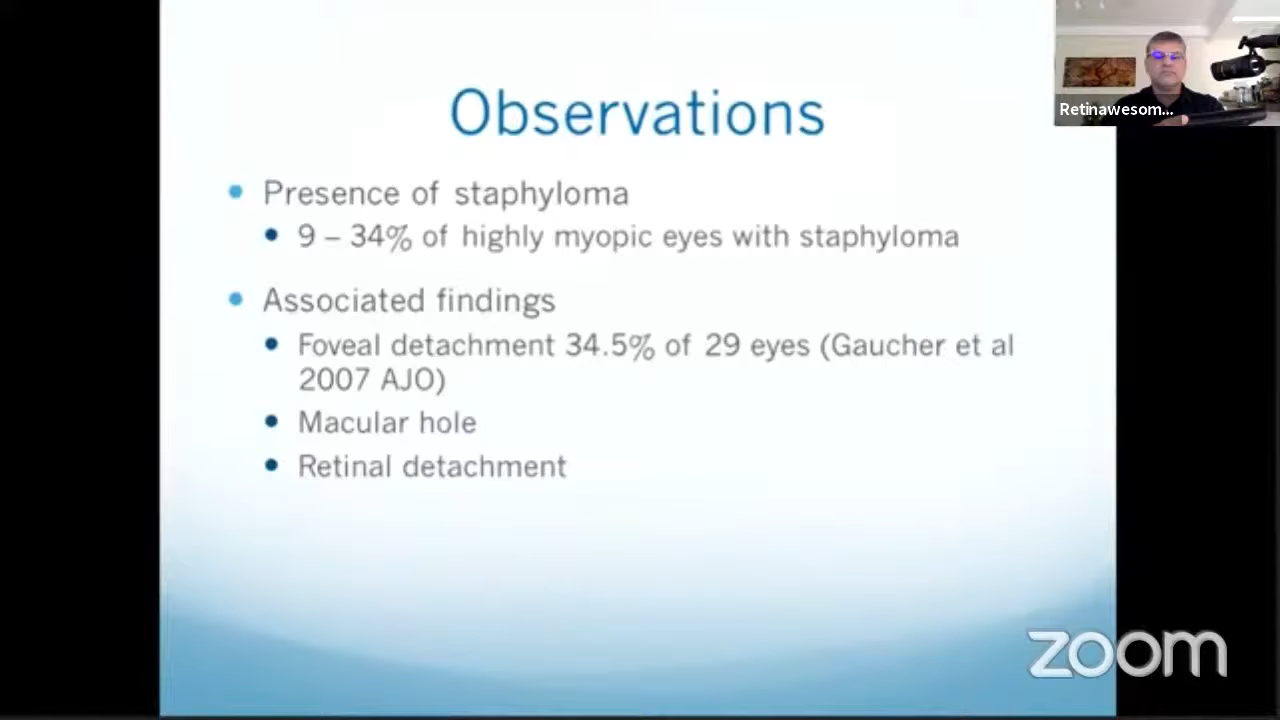 Observations
Presence of staphyloma
9 – 34% of highly myopic eyes with staphyloma
Associated findings
Foveal detachment 34.5% of 29 eyes (Gaucher et al
2007 AJO)
Macular hole
Retinal detachment
Retinawesom...
zoom